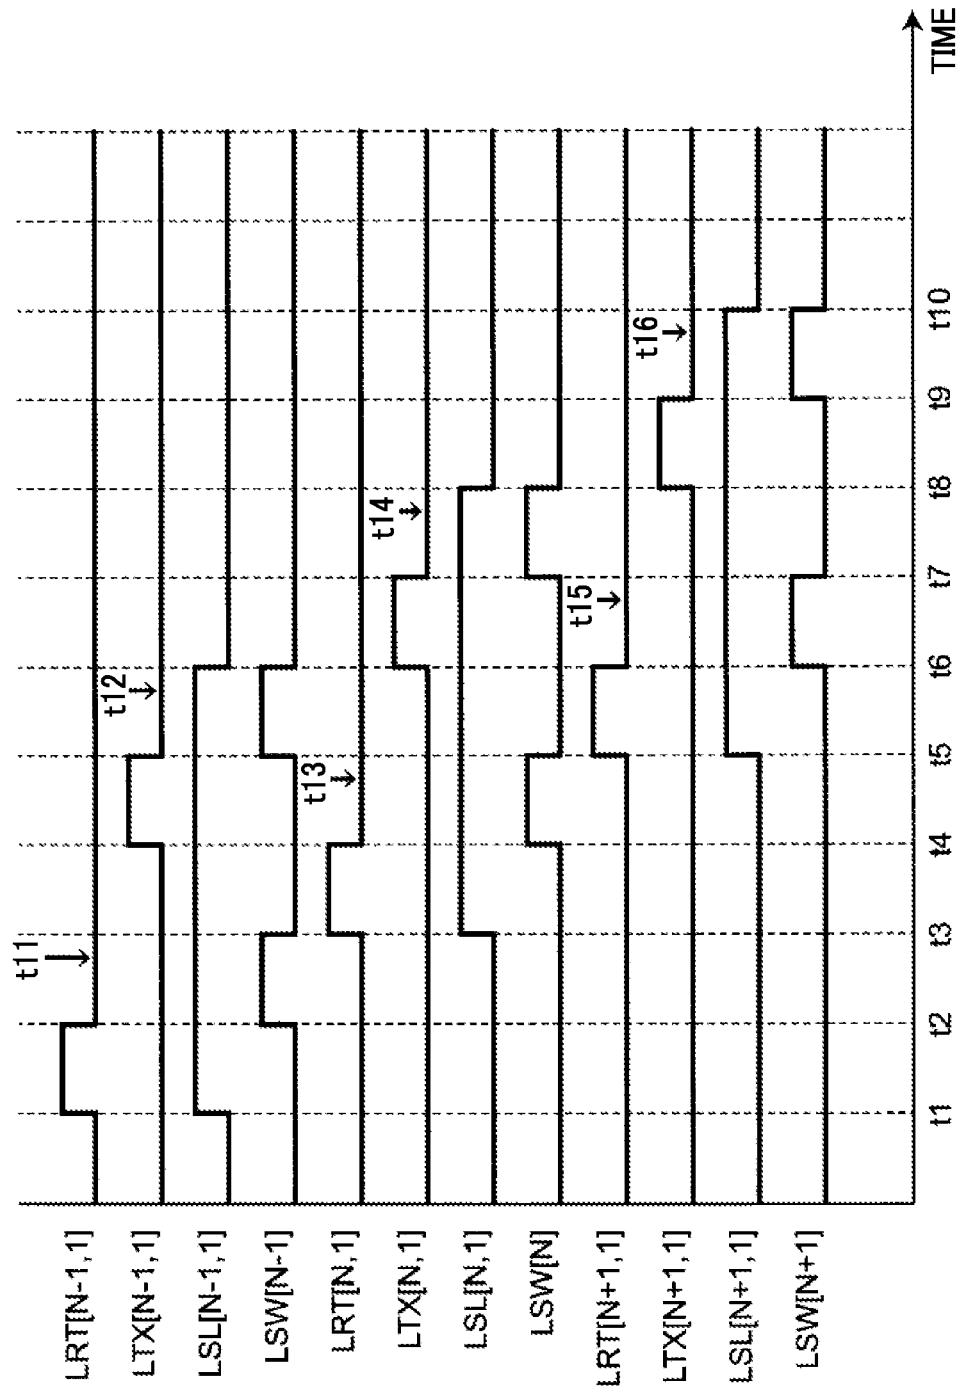 LRT[N-1,1]
t11
LTX[N-1,1]
t12
LSL[N-1,1]
LSW[N-1]
LRT[N,1]
t13
LTX[N,1]
t14
LSL[N,1]
LSW[N]
LRT[N+1,1]
t15
LTX[N+1,1]
t16
LSL[N+1,1]
LSW[N+1]
t1 t2 t3 t4 t5 t6 t7 t8 t9 t10
TIME